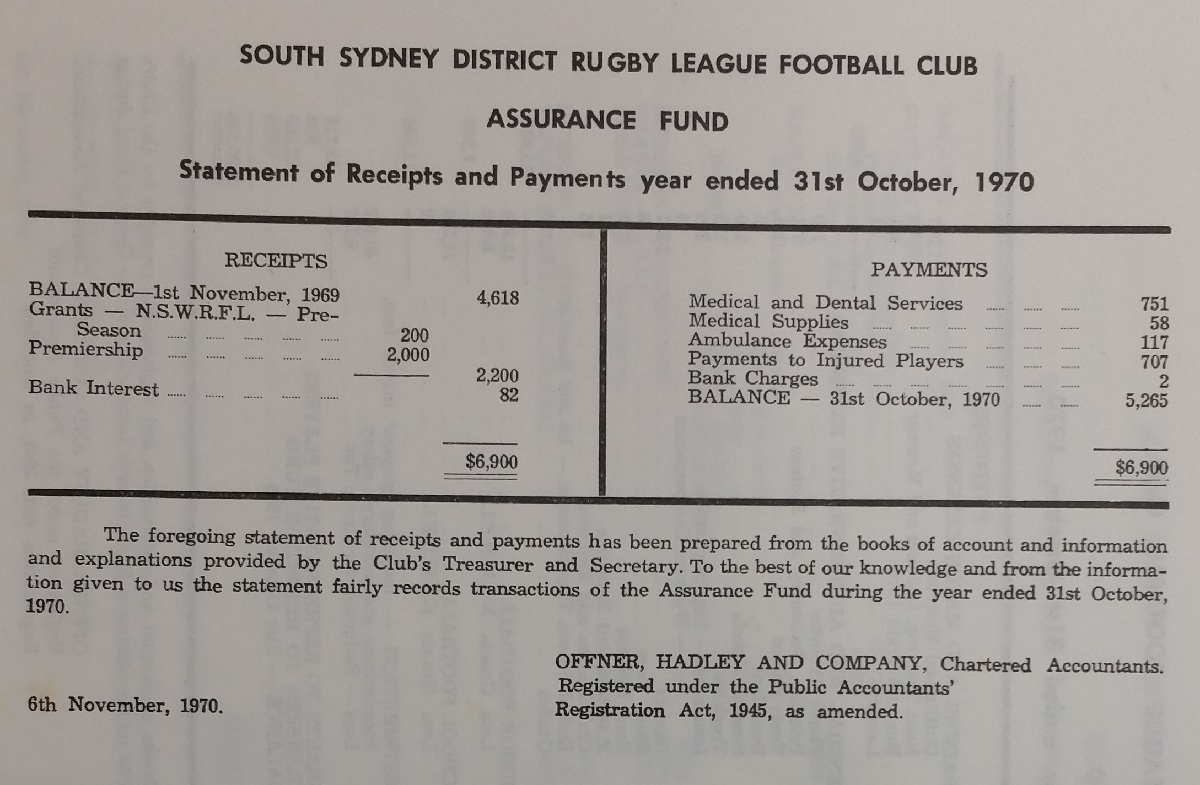 SOUTH SYDNEY DISTRICT RUGBY LEAGUE FOOTBALL CLUB
ASSURANCE FUND
Statement of Receipts and Payments year ended 31st October, 1970
RECEIPTS
BALANCE—1st November, 1969 4,618
Grants — N.S.W.R.F.L. — Pre-
Season ...... ...... ...... ...... ...... 200
Premiership ...... ...... ...... ...... ...... 2,000
2,200
Bank Interest ...... ...... ...... ...... ...... 82
$6,900
PAYMENTS
Medical and Dental Services ...... ...... ...... 751
Medical Supplies ...... ...... ...... ...... ...... ...... 58
Ambulance Expenses ...... ...... ...... ...... 117
Payments to Injured Players ...... ...... ...... 707
Bank Charges ...... ...... ...... ...... ...... ...... ...... 2
BALANCE — 31st October, 1970 ...... ...... 5,265
$6,900
The foregoing statement of receipts and payments has been prepared from the books of account and information
and explanations provided by the Club's Treasurer and Secretary. To the best of our knowledge and from the informa-
tion given to us the statement fairly records transactions of the Assurance Fund during the year ended 31st October,
1970.
OFFNER, HADLEY AND COMPANY, Chartered Accountants.
Registered under the Public Accountants'
Registration Act, 1945, as amended.
6th November, 1970.